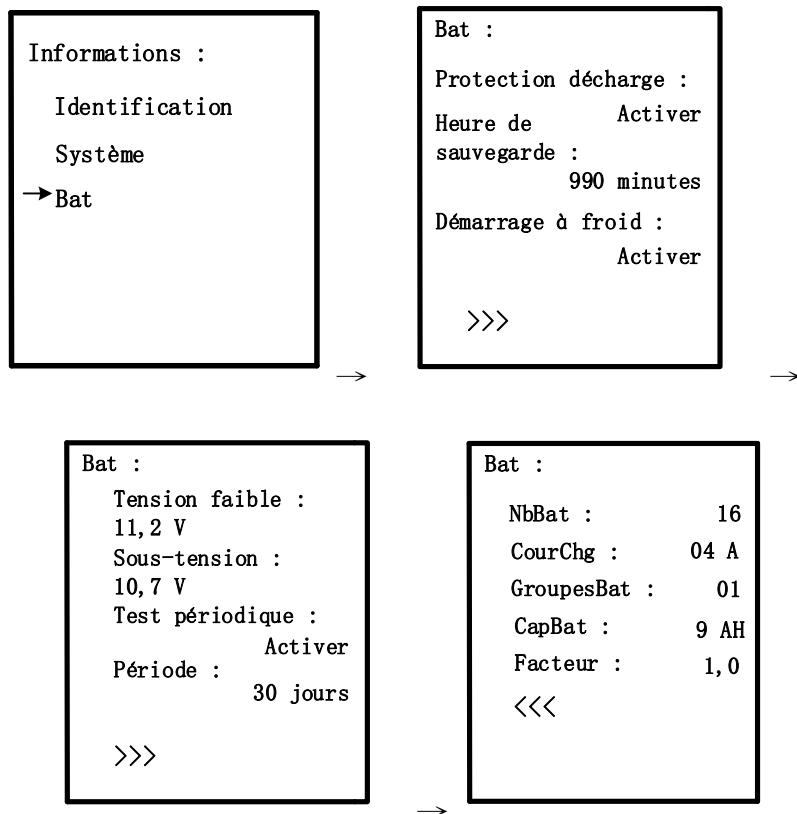 Informations :
Identification
Système
→ Bat
→
Bat :
Protection décharge :
Activer
Heure de
sauvegarde :
990 minutes
Démarrage à froid :
Activer
>>>
→
Bat :
Tension faible :
11,2 V
Sous-tension :
10,7 V
Test périodique :
Activer
Période :
30 jours
>>>
→
Bat :
NbBat : 16
CourChg : 04 A
GroupesBat : 01
CapBat : 9 AH
Facteur : 1,0
<<<